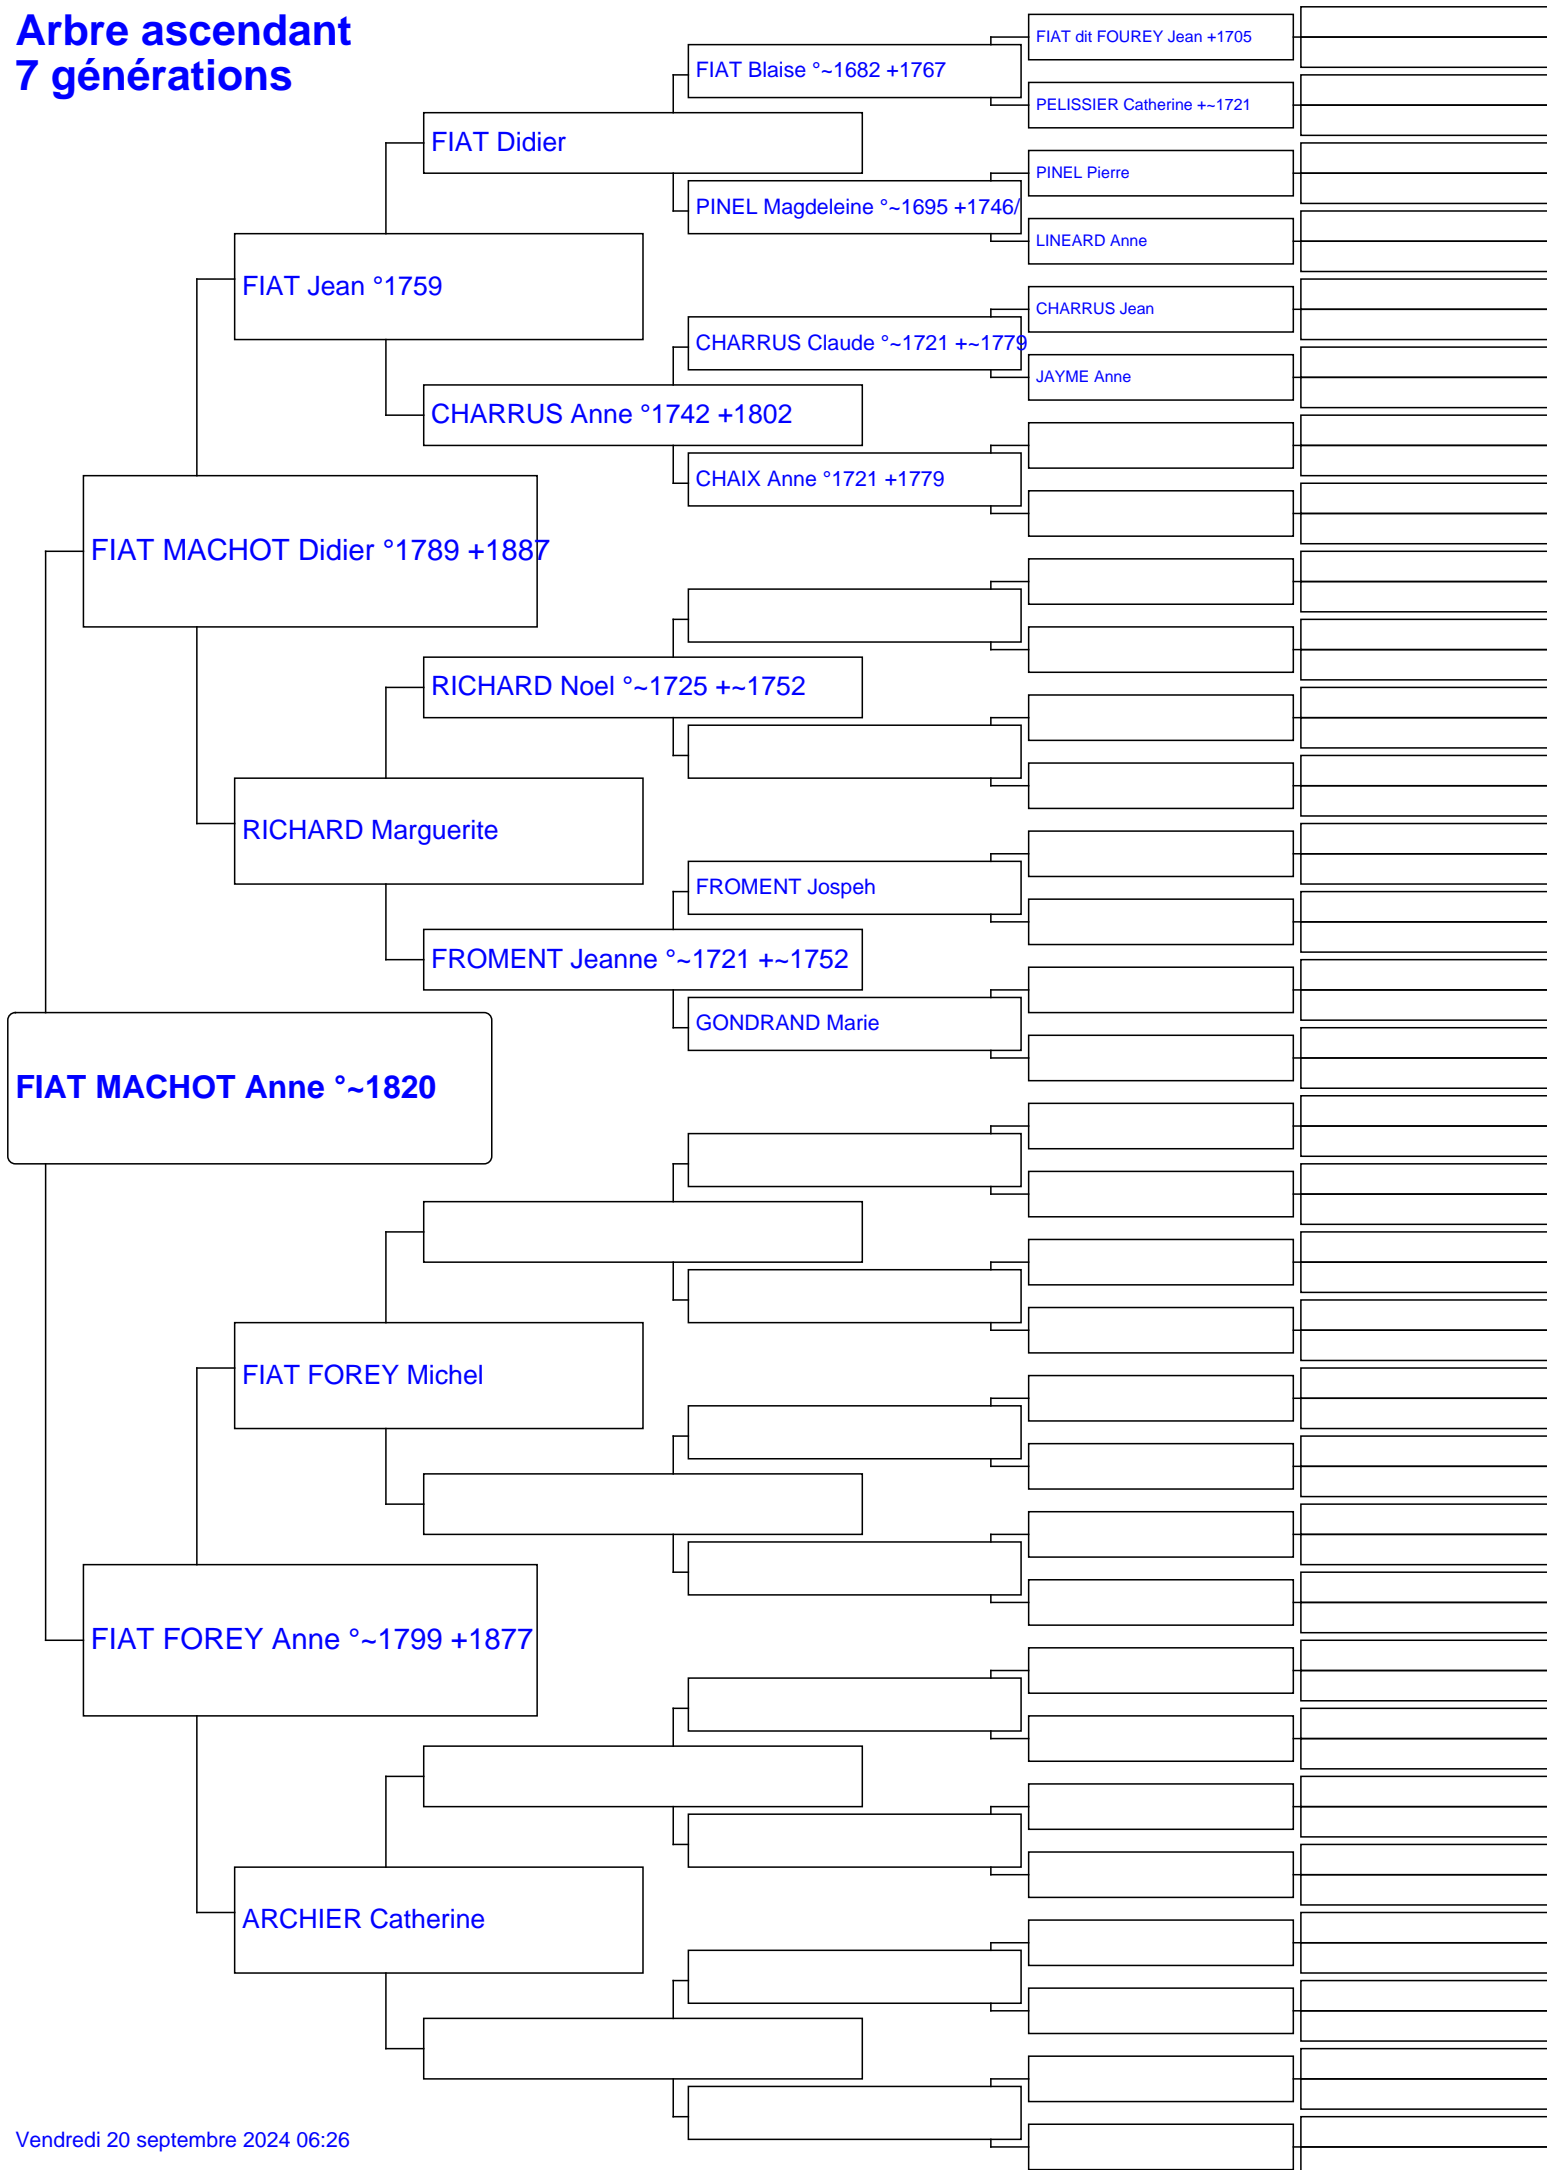 Arbre ascendant
7 générations
FIAT dit FOUREY Jean +1705
FIAT Blaise °~1682 +1767
PELISSIER Catherine +~1721
FIAT Didier
PINEL Pierre
PINEL Magdeleine °~1695 +1746/
LINEARD Anne
FIAT Jean °1759
CHARRUS Jean
CHARRUS Claude °~1721 +~1779
JAYME Anne
CHARRUS Anne °1742 +1802
CHAIX Anne °1721 +1779
FIAT MACHOT Didier °1789 +1887
RICHARD Noel °~1725 +~1752
RICHARD Marguerite
FROMENT Jospeh
FROMENT Jeanne °~1721 +~1752
GONDRAND Marie
FIAT MACHOT Anne °~1820
FIAT FOREY Michel
FIAT FOREY Anne °~1799 +1877
ARCHIER Catherine
Vendredi 20 septembre 2024 06:26